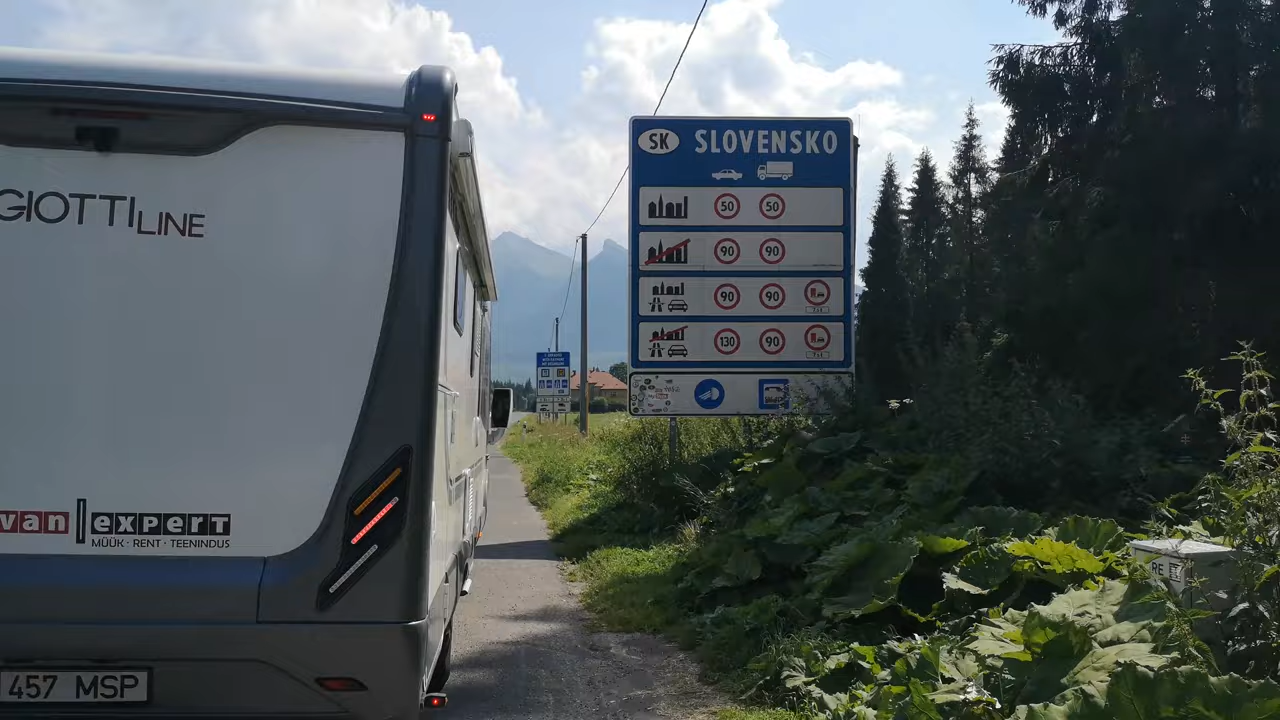 GIOTTILINE
van expert
MÜÜK · RENT · TEENINDUS
457 MSP
SK SLOVENSKO
50 50
90 90
90 90
130 90
RE